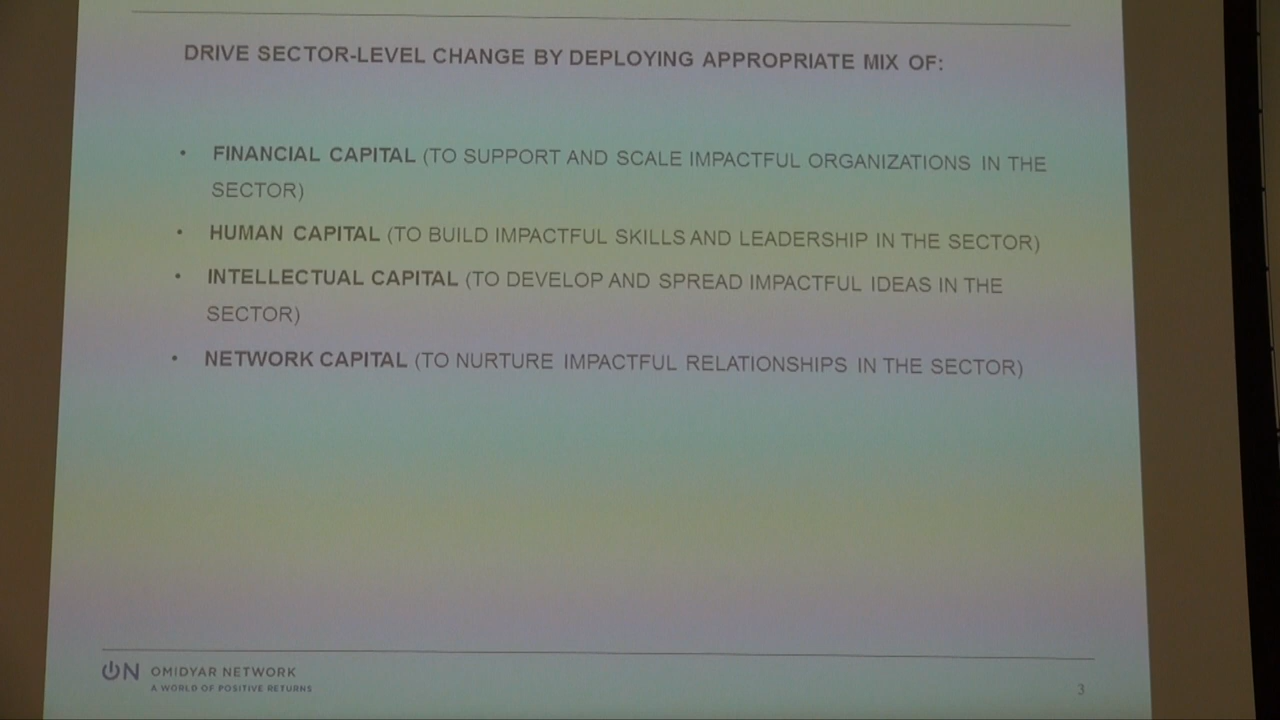 DRIVE SECTOR-LEVEL CHANGE BY DEPLOYING APPROPRIATE MIX OF:
• FINANCIAL CAPITAL (TO SUPPORT AND SCALE IMPACTFUL ORGANIZATIONS IN THE
SECTOR)
• HUMAN CAPITAL (TO BUILD IMPACTFUL SKILLS AND LEADERSHIP IN THE SECTOR)
• INTELLECTUAL CAPITAL (TO DEVELOP AND SPREAD IMPACTFUL IDEAS IN THE
SECTOR)
• NETWORK CAPITAL (TO NURTURE IMPACTFUL RELATIONSHIPS IN THE SECTOR)
ON OMIDYAR NETWORK
A WORLD OF POSITIVE RETURNS
3